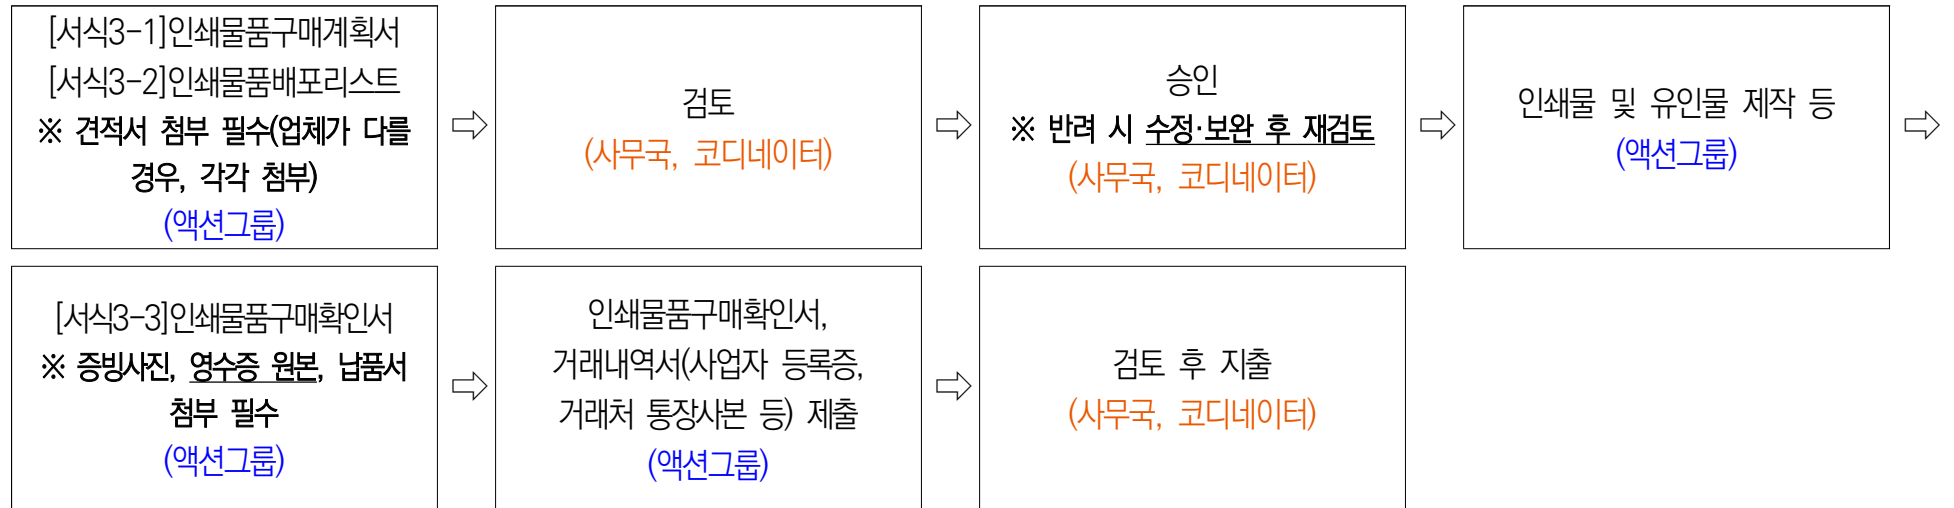 [서식3-1]인쇄물품구매계획서
[서식3-2]인쇄물품배포리스트
※ 견적서 첨부 필수(업체가 다를
경우, 각각 첨부)
(액션그룹)
⇨
검토
(사무국, 코디네이터)
⇨
승인
※ 반려 시 수정·보완 후 재검토
(사무국, 코디네이터)
⇨
인쇄물 및 유인물 제작 등
(액션그룹)
⇨
[서식3-3]인쇄물품구매확인서
※ 증빙사진, 영수증 원본, 납품서
첨부 필수
(액션그룹)
⇨
인쇄물품구매확인서,
거래내역서(사업자 등록증,
거래처 통장사본 등) 제출
(액션그룹)
⇨
검토 후 지출
(사무국, 코디네이터)